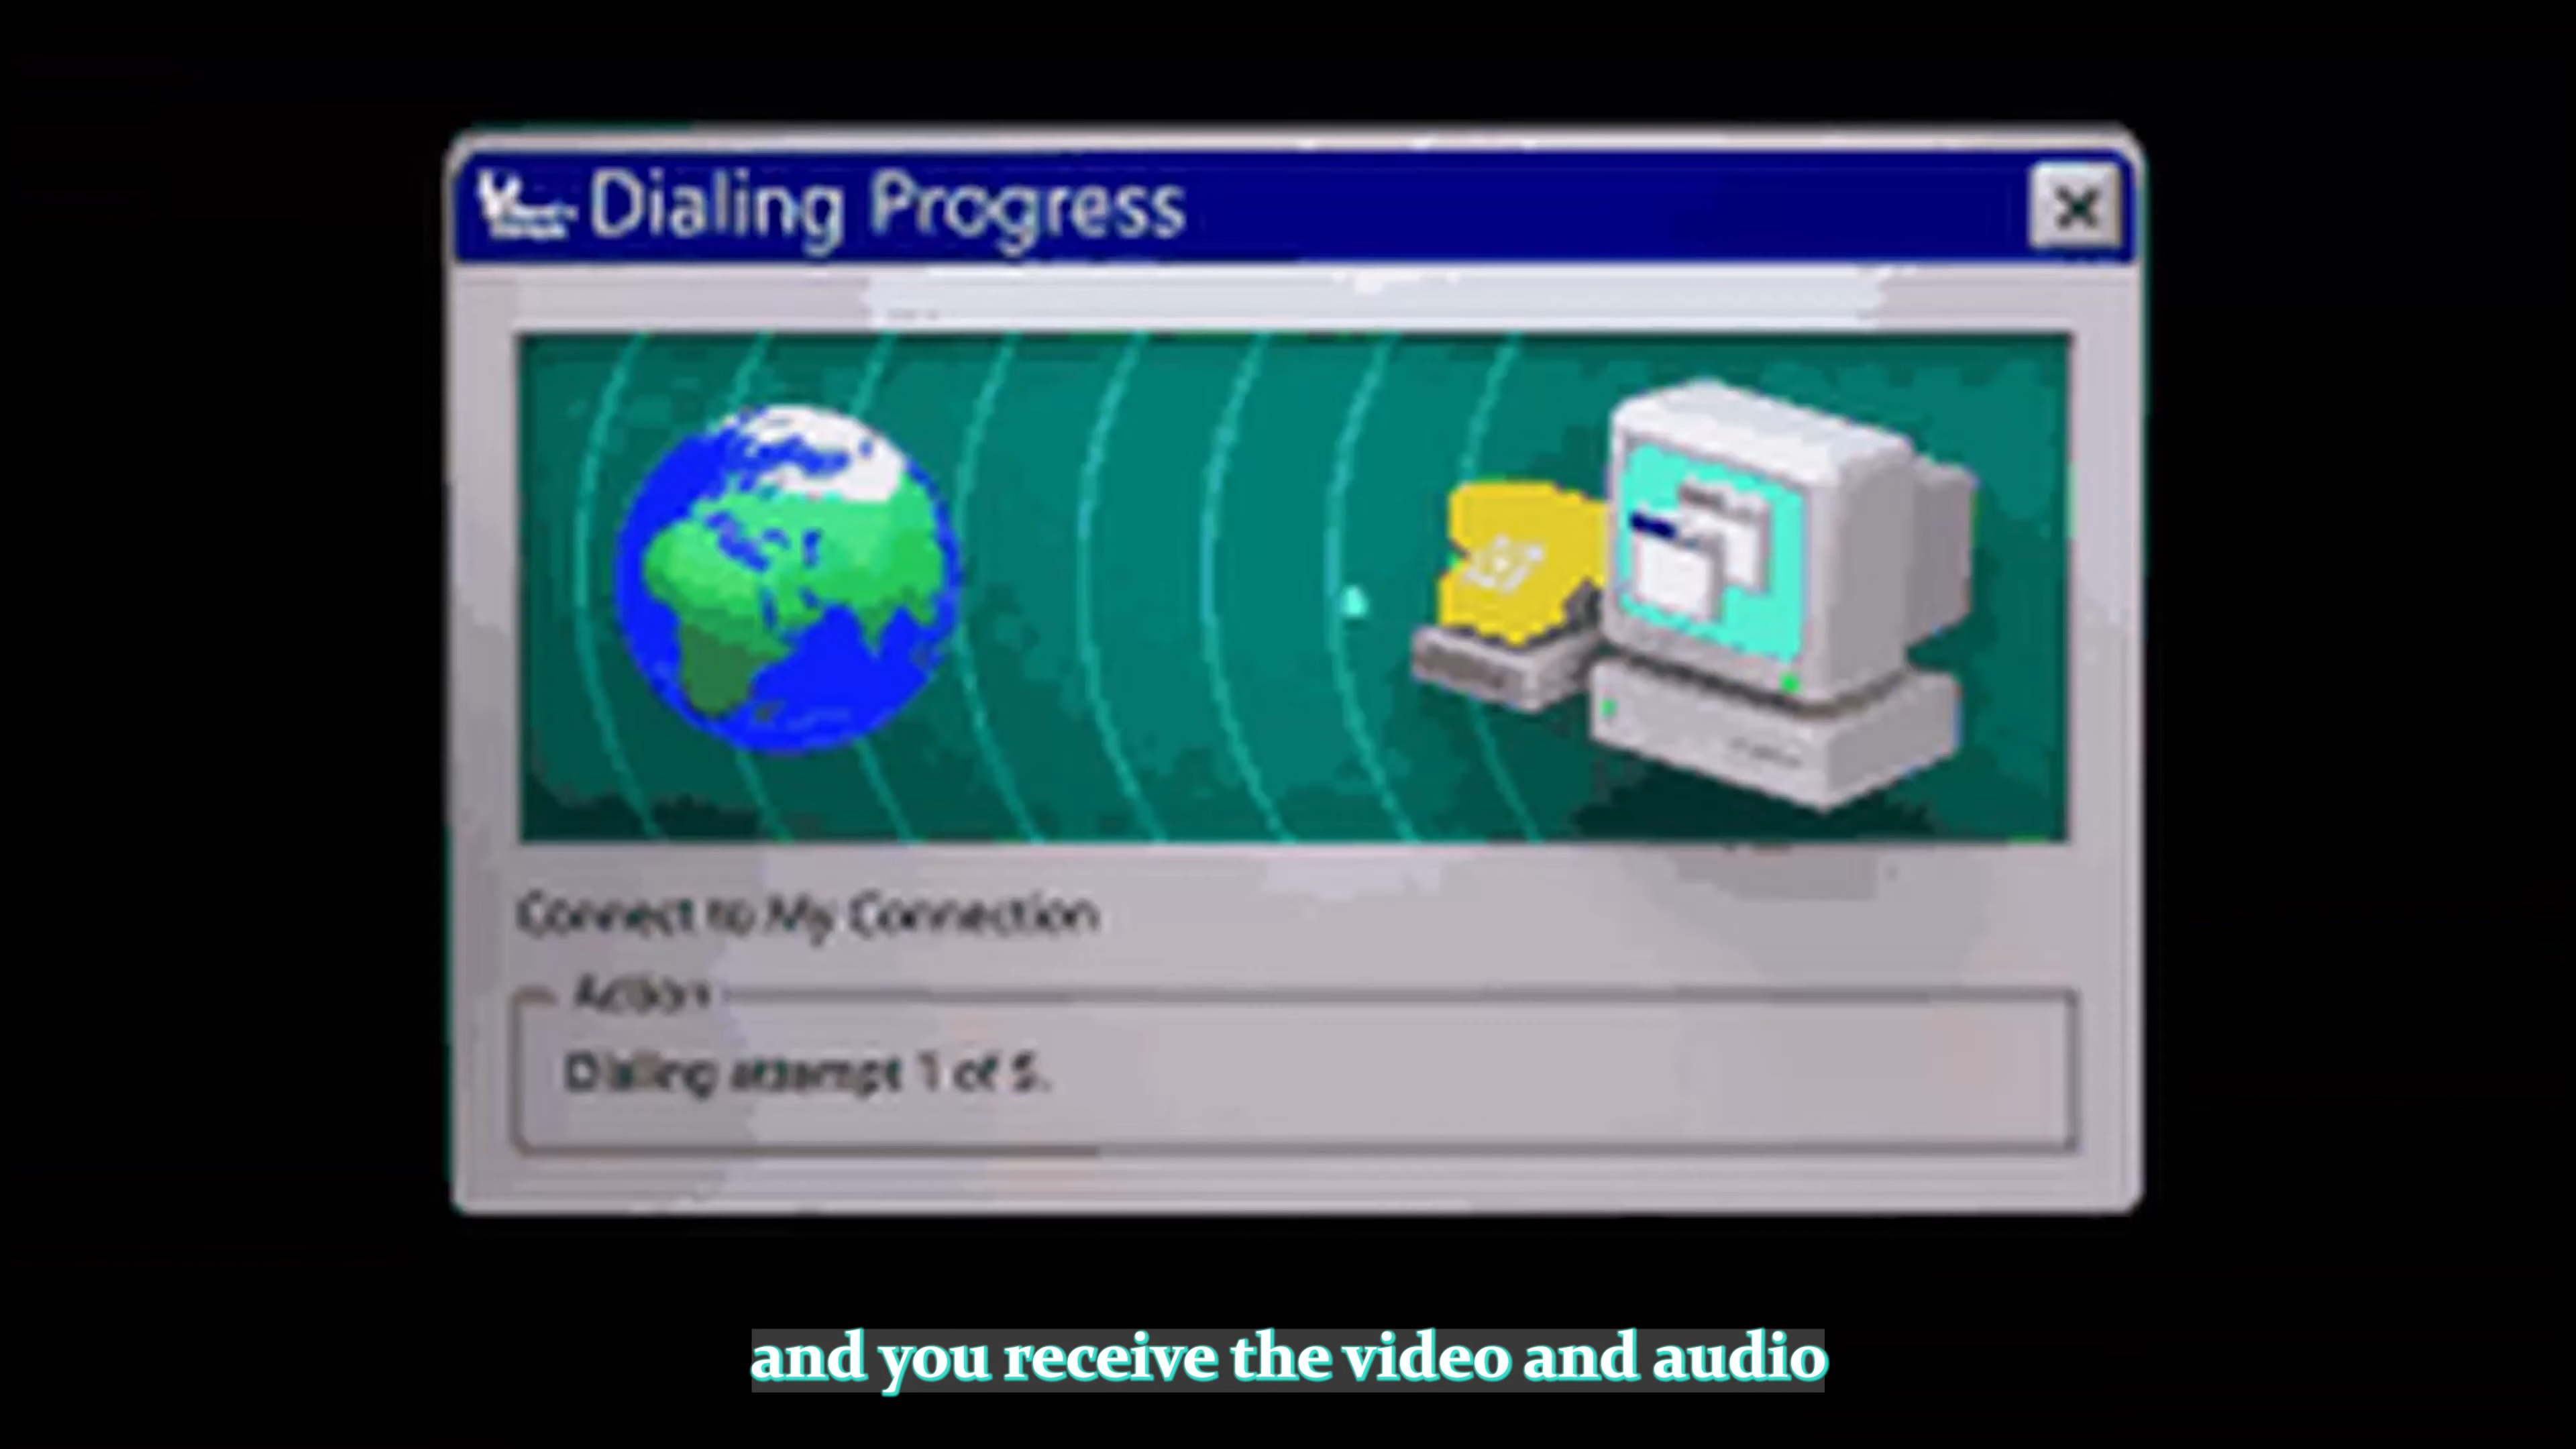 Dialing Progress
Connect to My Connection
Action
Dialing attempt 1 of 5.
and you receive the video and audio